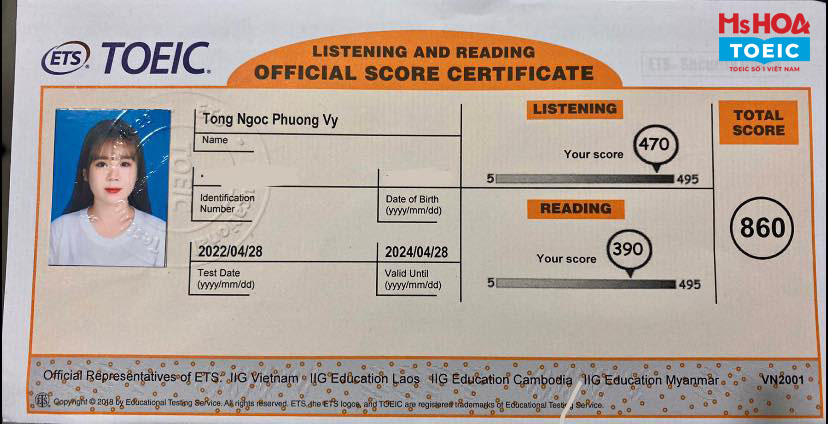 MsHOA
TOEIC
TOEIC SỐ 1 VIỆT NAM
ETS® TOEIC®
LISTENING AND READING
OFFICIAL SCORE CERTIFICATE
Tong Ngoc Phuong Vy
Name
Identification
Number
Date of Birth
(yyyy/mm/dd)
2022/04/28
Test Date
(yyyy/mm/dd)
2024/04/28
Valid Until
(yyyy/mm/dd)
LISTENING
Your score
470
5
495
READING
Your score
390
5
495
TOTAL
SCORE
860
Official Representatives of ETS: IIG Vietnam IIG Education Laos IIG Education Cambodia IIG Education Myanmar VN2001
ETS Copyright © 2018 by Educational Testing Service. All rights reserved. ETS, the ETS logos, and TOEIC are registered trademarks of Educational Testing Service.